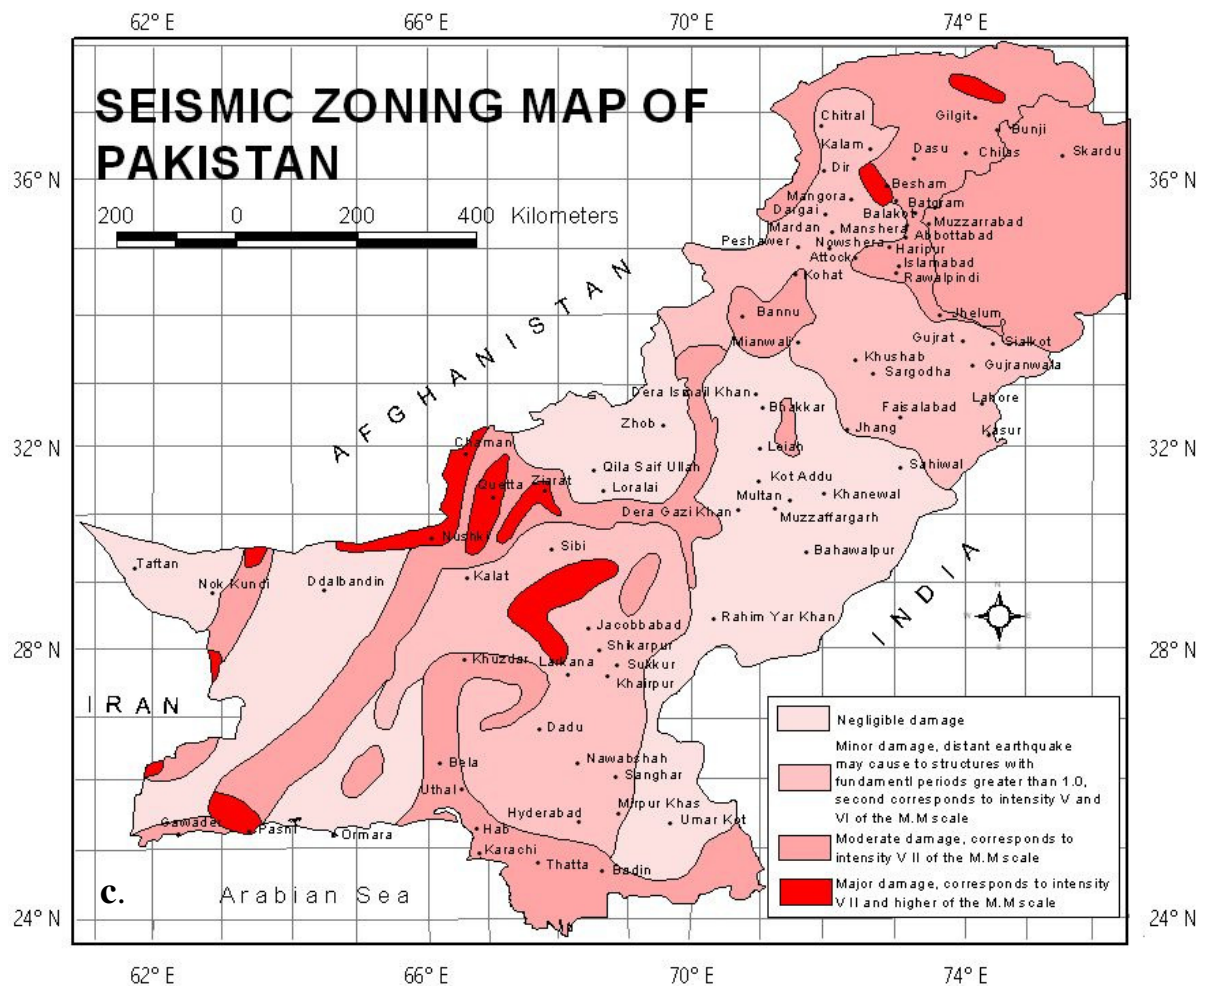 62° E 66° E 70° E 74° E
SEISMIC ZONING MAP OF
PAKISTAN
200 0 200 400 Kilometers
36° N 36° N
32° N 32° N
28° N 28° N
24° N 24° N
AFGHANISTAN
INDIA
IRAN
Arabian Sea
c.
Chitral
Gilgit
Bunji
Kalam
Dasu
Chilas
Skardu
Dir
Besham
Mangora
Batgram
Dargai
Balakot
Muzzarrabad
Mardan
Manshera
Abbottabad
Peshawer
Nowshera
Haripur
Attock
Islamabad
Kohat
Rawalpindi
Bannu
Jhelum
Mianwali
Gujrat
Sialkot
Khushab
Gujranwala
Sargodha
Dera Ismail Khan
Bhakkar
Faisalabad
Lahore
Zhob
Jhang
Kasur
Chaman
Leiah
Qila Saif Ullah
Kot Addu
Sahiwal
Quetta
Ziarat
Loralai
Multan
Khanewal
Dera Gazi Khan
Muzzaffargarh
Nushki
Sibi
Bahawalpur
Taftan
Nok Kundi
Ddalbandin
Kalat
Rahim Yar Khan
Jacobbabad
Shikarpur
Khuzdar
Larkana
Sukkur
Khairpur
Dadu
Bela
Nawabshah
Sanghar
Uthal
Mirpur Khas
Hyderabad
Umar Kot
Gawader
Pasni
Ormara
Hab
Karachi
Thatta
Badin
N
Negligible damage
Minor damage, distant earthquake
may cause to structures with
fundamentl periods greater than 1.0,
second corresponds to intensity V and
VI of the M.M scale
Moderate damage, corresponds to
intensity V II of the M.M scale
Major damage, corresponds to intensity
V II and higher of the M.M scale
62° E 66° E 70° E 74° E